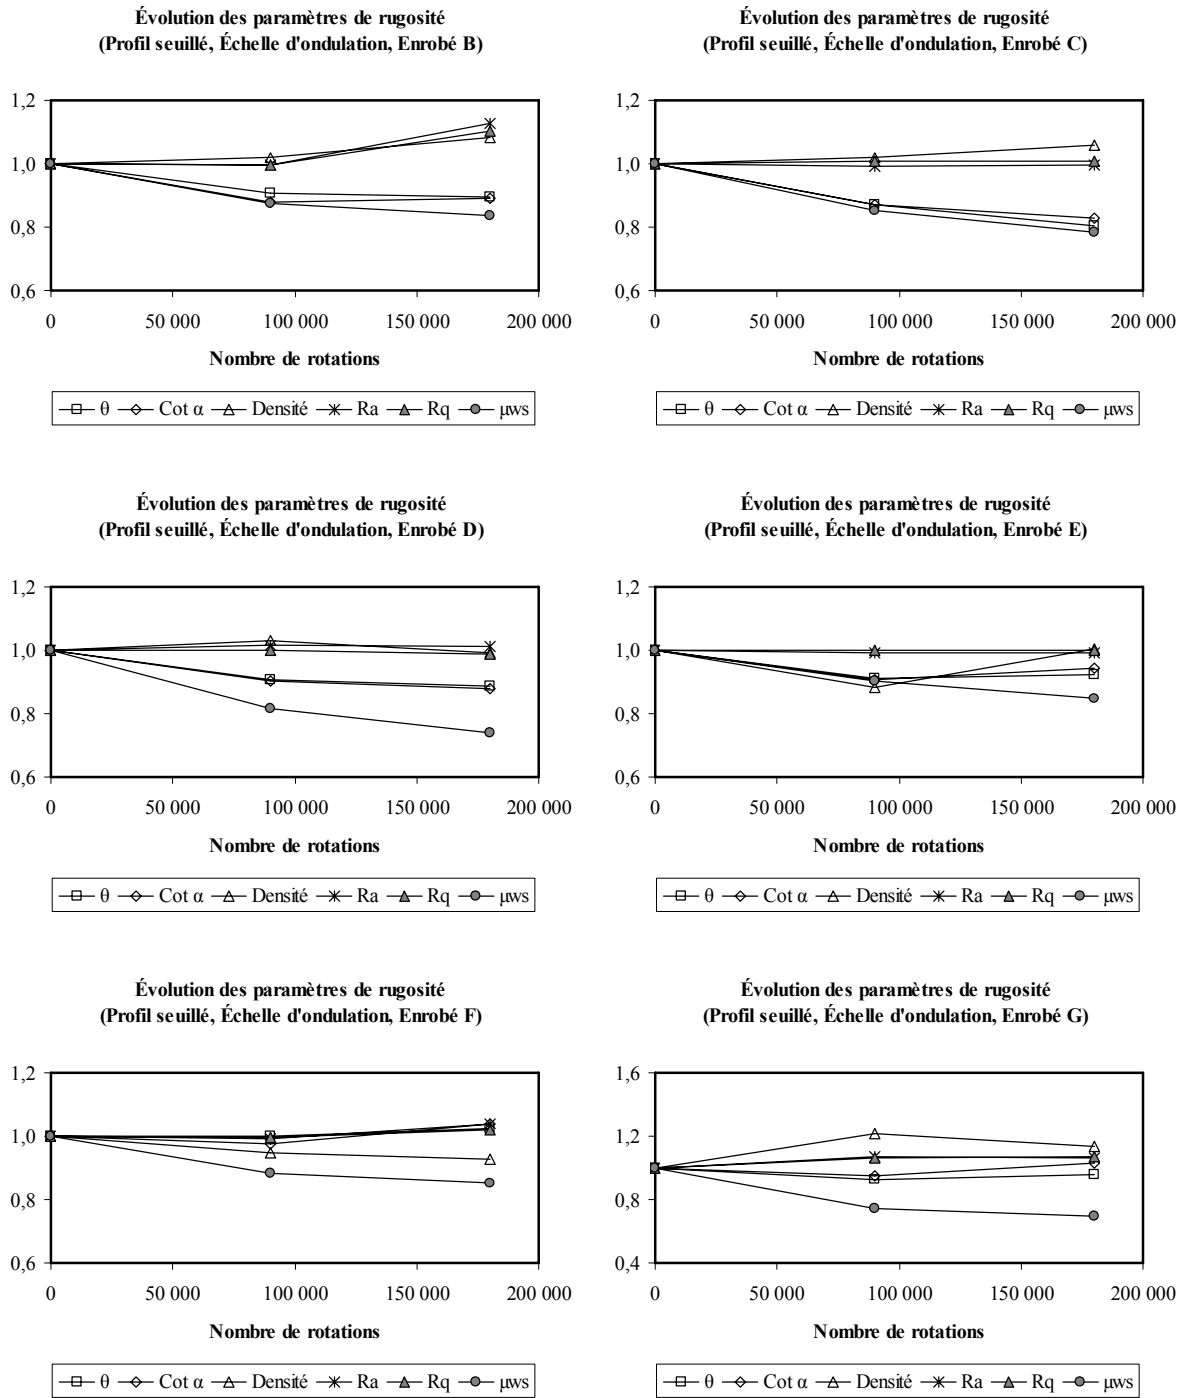 Évolution des paramètres de rugosité
(Profil seuillé, Échelle d'ondulation, Enrobé B)
1,2
1,0
0,8
0,6
0 50 000 100 000 150 000 200 000
Nombre de rotations
θ Cot α Densité Ra Rq μws
Évolution des paramètres de rugosité
(Profil seuillé, Échelle d'ondulation, Enrobé C)
1,2
1,0
0,8
0,6
0 50 000 100 000 150 000 200 000
Nombre de rotations
θ Cot α Densité Ra Rq μws
Évolution des paramètres de rugosité
(Profil seuillé, Échelle d'ondulation, Enrobé D)
1,2
1,0
0,8
0,6
0 50 000 100 000 150 000 200 000
Nombre de rotations
θ Cot α Densité Ra Rq μws
Évolution des paramètres de rugosité
(Profil seuillé, Échelle d'ondulation, Enrobé E)
1,2
1,0
0,8
0,6
0 50 000 100 000 150 000 200 000
Nombre de rotations
θ Cot α Densité Ra Rq μws
Évolution des paramètres de rugosité
(Profil seuillé, Échelle d'ondulation, Enrobé F)
1,2
1,0
0,8
0,6
0 50 000 100 000 150 000 200 000
Nombre de rotations
θ Cot α Densité Ra Rq μws
Évolution des paramètres de rugosité
(Profil seuillé, Échelle d'ondulation, Enrobé G)
1,6
1,2
0,8
0,4
0 50 000 100 000 150 000 200 000
Nombre de rotations
θ Cot α Densité Ra Rq μws